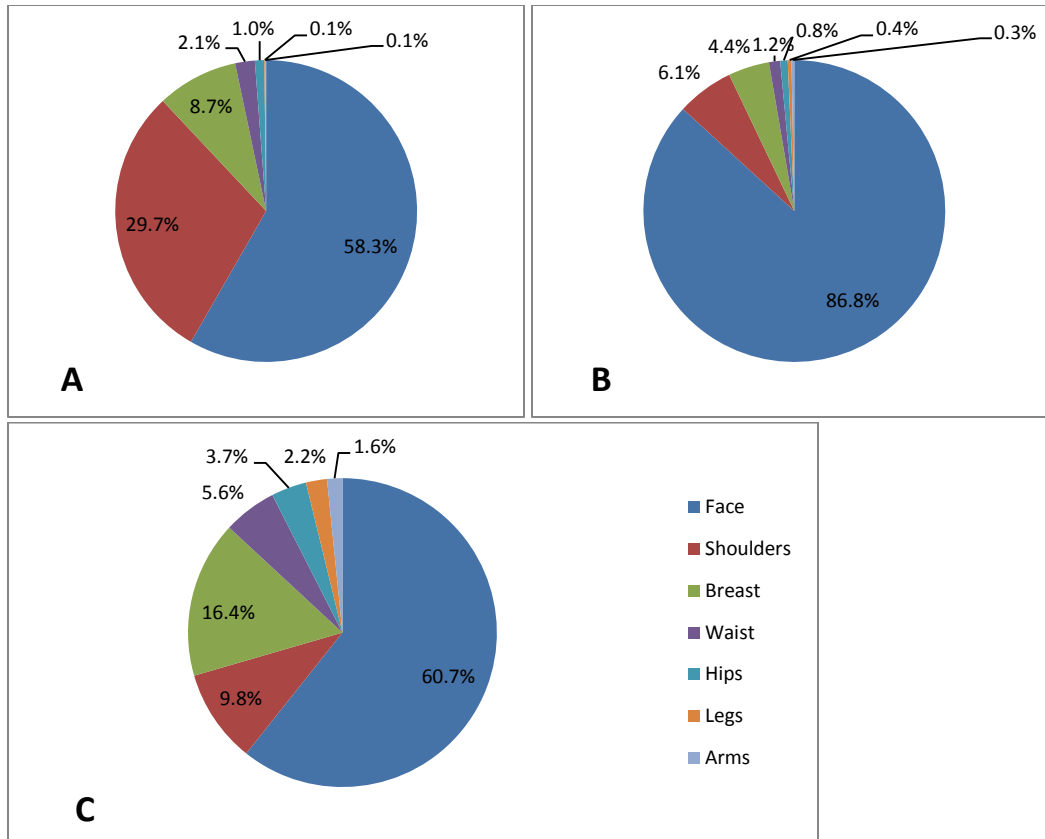 1.0%
0.1%
2.1%
0.1%
8.7%
29.7%
58.3%
A
0.8%
0.4%
4.4%
1.2%
0.3%
6.1%
86.8%
B
3.7%
2.2%
1.6%
5.6%
16.4%
9.8%
60.7%
C
Face
Shoulders
Breast
Waist
Hips
Legs
Arms